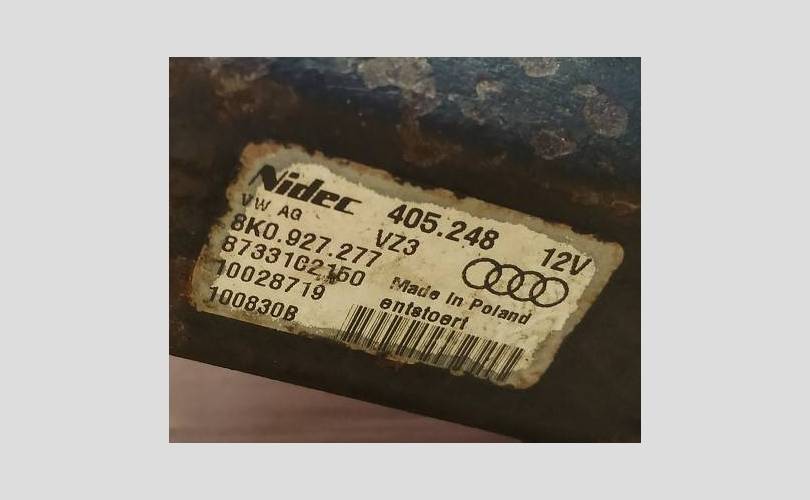 Nidec 405.248 12V
VW AG VZ3
8K0.927.277
8733102150
10028719 Made In Poland
100830B entstoert